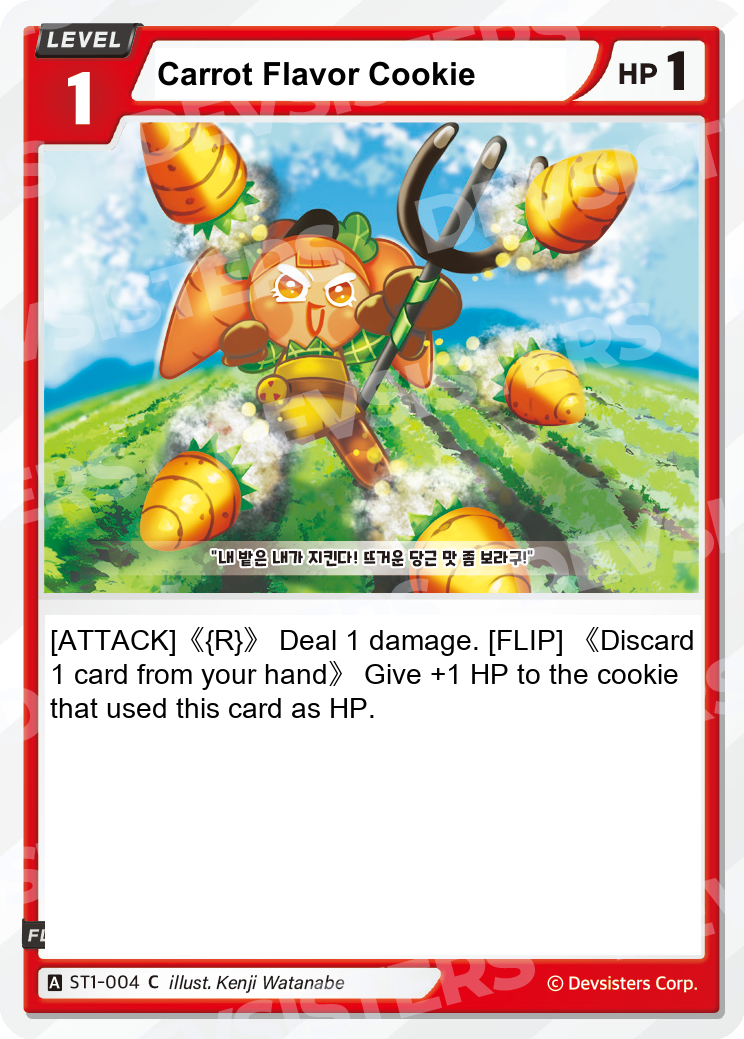 LEVEL
1
Carrot Flavor Cookie
HP 1
"내 밭은 내가 지킨다! 뜨거운 당근 맛 좀 보라구!"
[ATTACK]《{R}》 Deal 1 damage. [FLIP] 《Discard
1 card from your hand》 Give +1 HP to the cookie
that used this card as HP.
A ST1-004 C illust. Kenji Watanabe
© Devsisters Corp.
DEVSISTERS